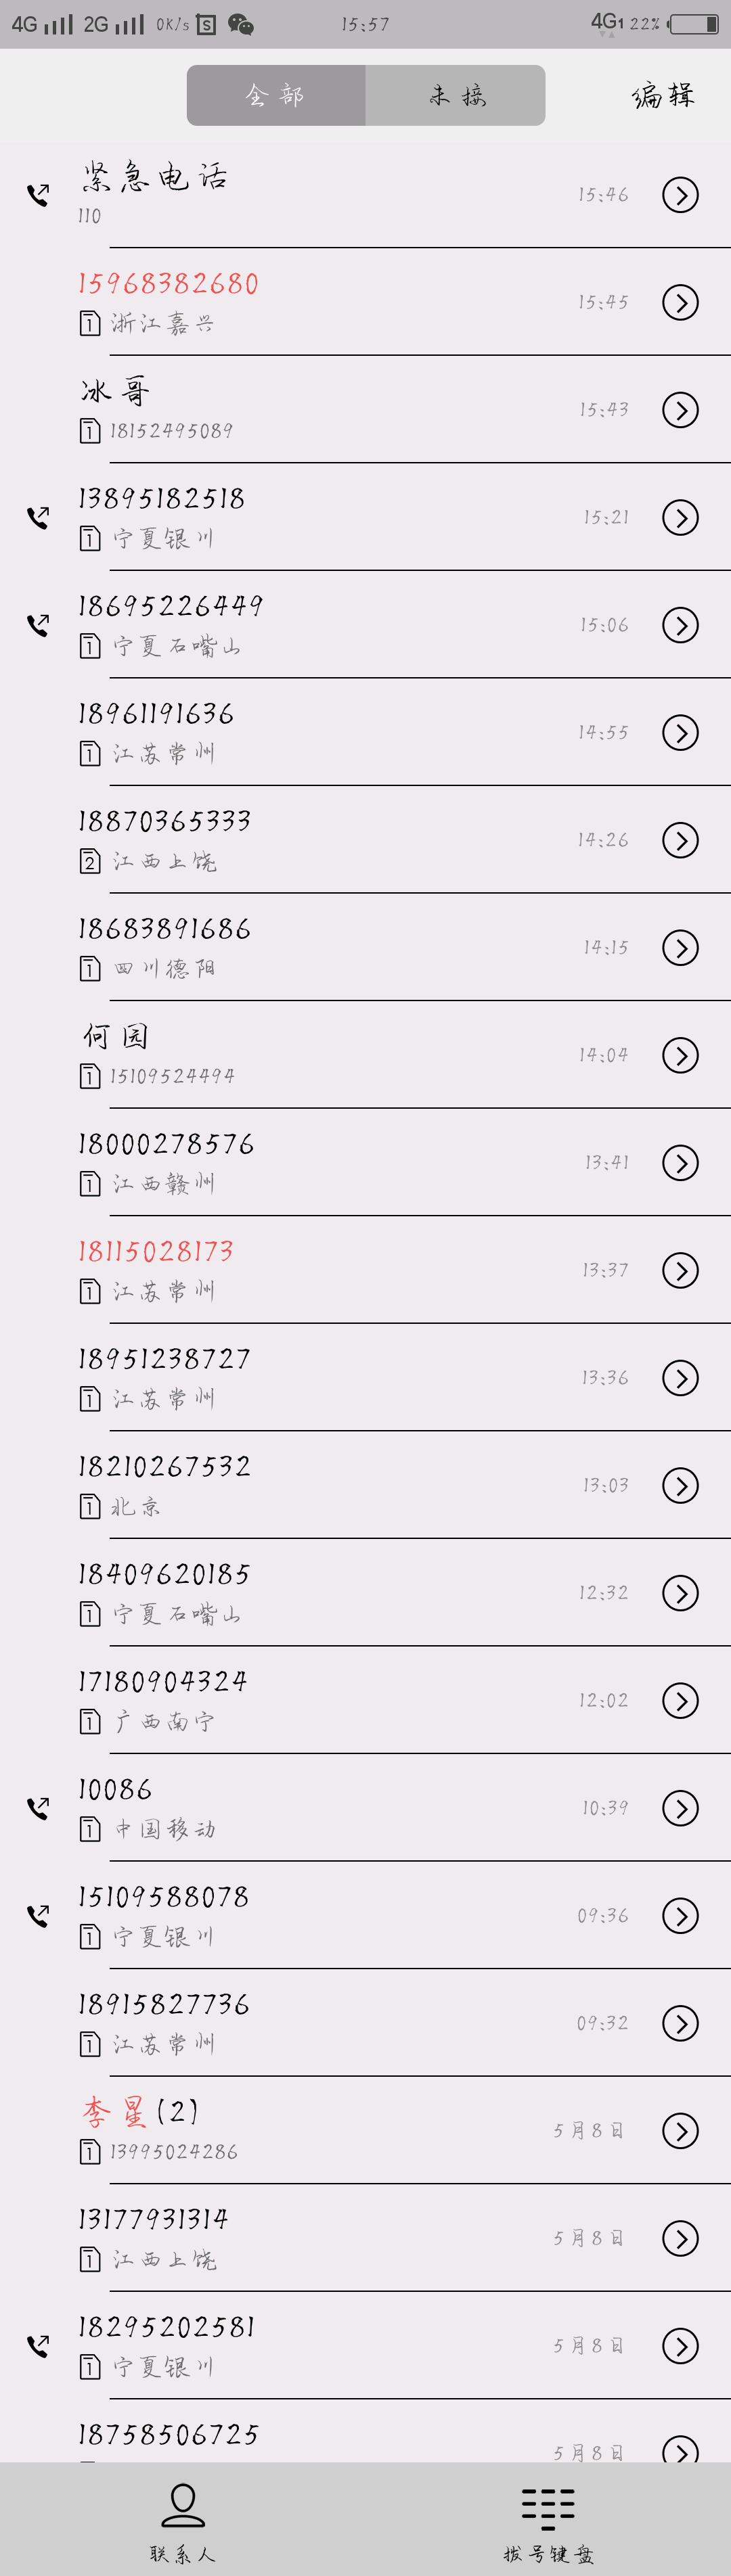 4G 2G 0K/s S 15:57 4G1 22%
全部 未接 编辑
紧急电话
110
15:46
15968382680
1 浙江嘉兴
15:45
冰哥
1 18152495089
15:43
13895182518
1 宁夏银川
15:21
18695226449
1 宁夏石嘴山
15:06
18961191636
1 江苏常州
14:55
18870365333
2 江西上饶
14:26
18683891686
1 四川德阳
14:15
何园
1 15109524494
14:04
18000278576
1 江西赣州
13:41
18115028173
1 江苏常州
13:37
18951238727
1 江苏常州
13:36
18210267532
1 北京
13:03
18409620185
1 宁夏石嘴山
12:32
17180904324
1 广西南宁
12:02
10086
1 中国移动
10:39
15109588078
1 宁夏银川
09:36
18915827736
1 江苏常州
09:32
李星(2)
1 13995024286
5月8日
13177931314
1 江西上饶
5月8日
18295202581
1 宁夏银川
5月8日
18758506725
5月8日
联系人 拨号键盘